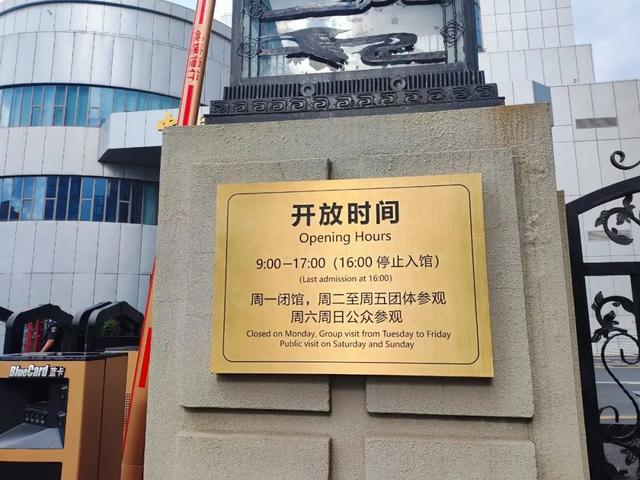 开放时间
Opening Hours
9:00—17:00（16:00 停止入馆）
(Last admission at 16:00)
周一闭馆，周二至周五团体参观
周六周日公众参观
Closed on Monday, Group visit from Tuesday to Friday
Public visit on Saturday and Sunday
BlueCard 蓝卡